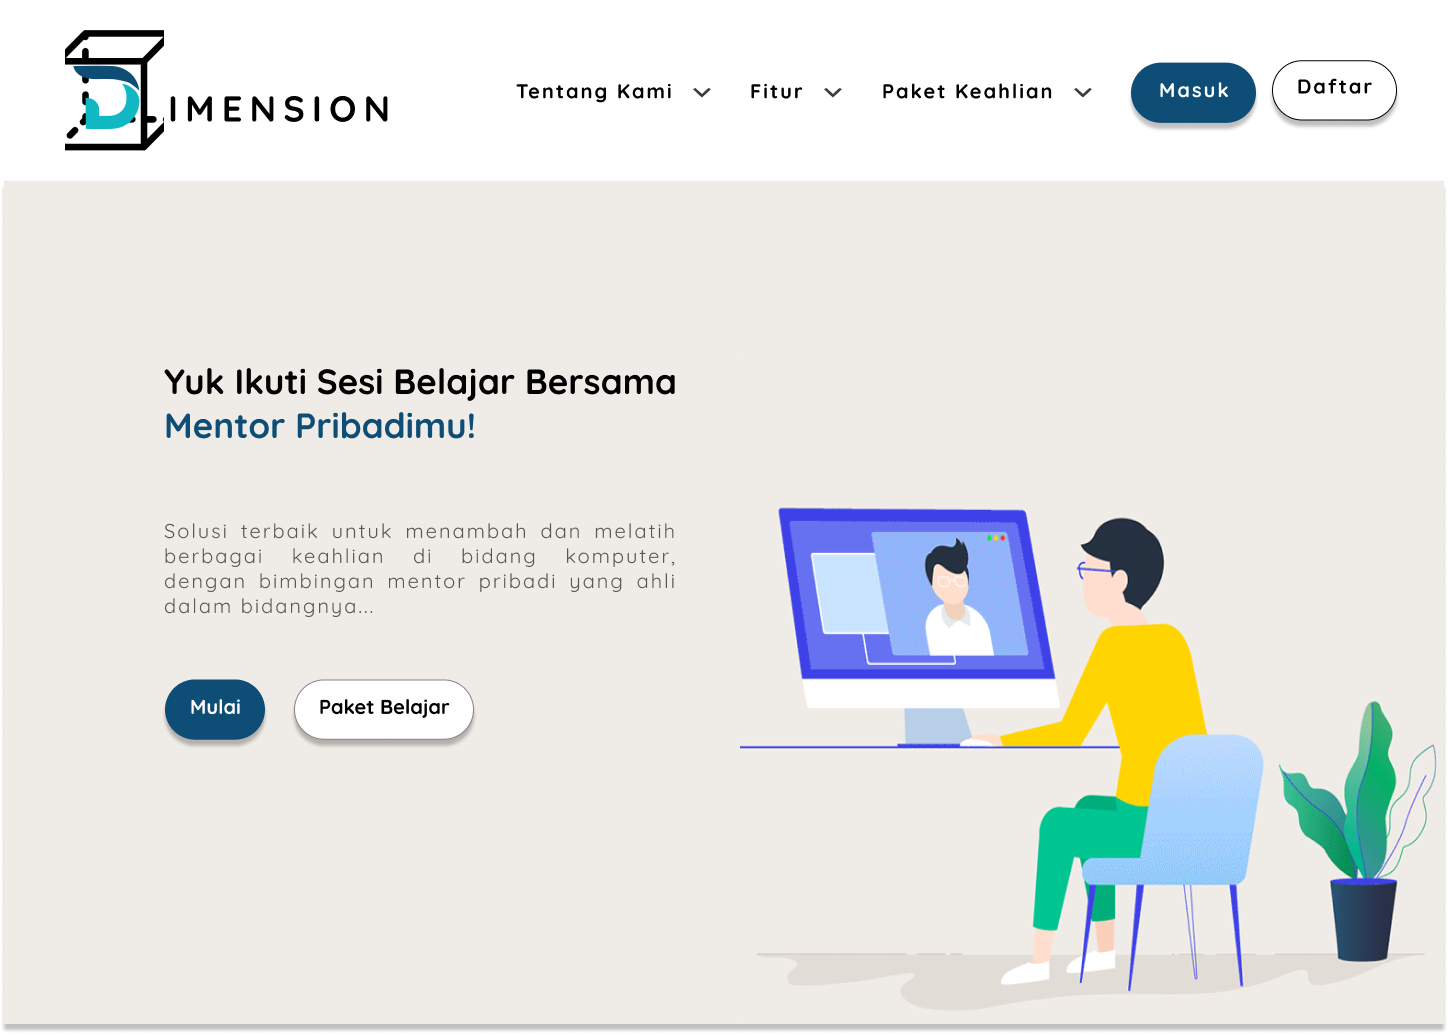 DIMENSION
Tentang Kami
Fitur
Paket Keahlian
Masuk
Daftar
Yuk Ikuti Sesi Belajar Bersama
Mentor Pribadimu!
Solusi terbaik untuk menambah dan melatih
berbagai keahlian di bidang komputer,
dengan bimbingan mentor pribadi yang ahli
dalam bidangnya...
Mulai
Paket Belajar